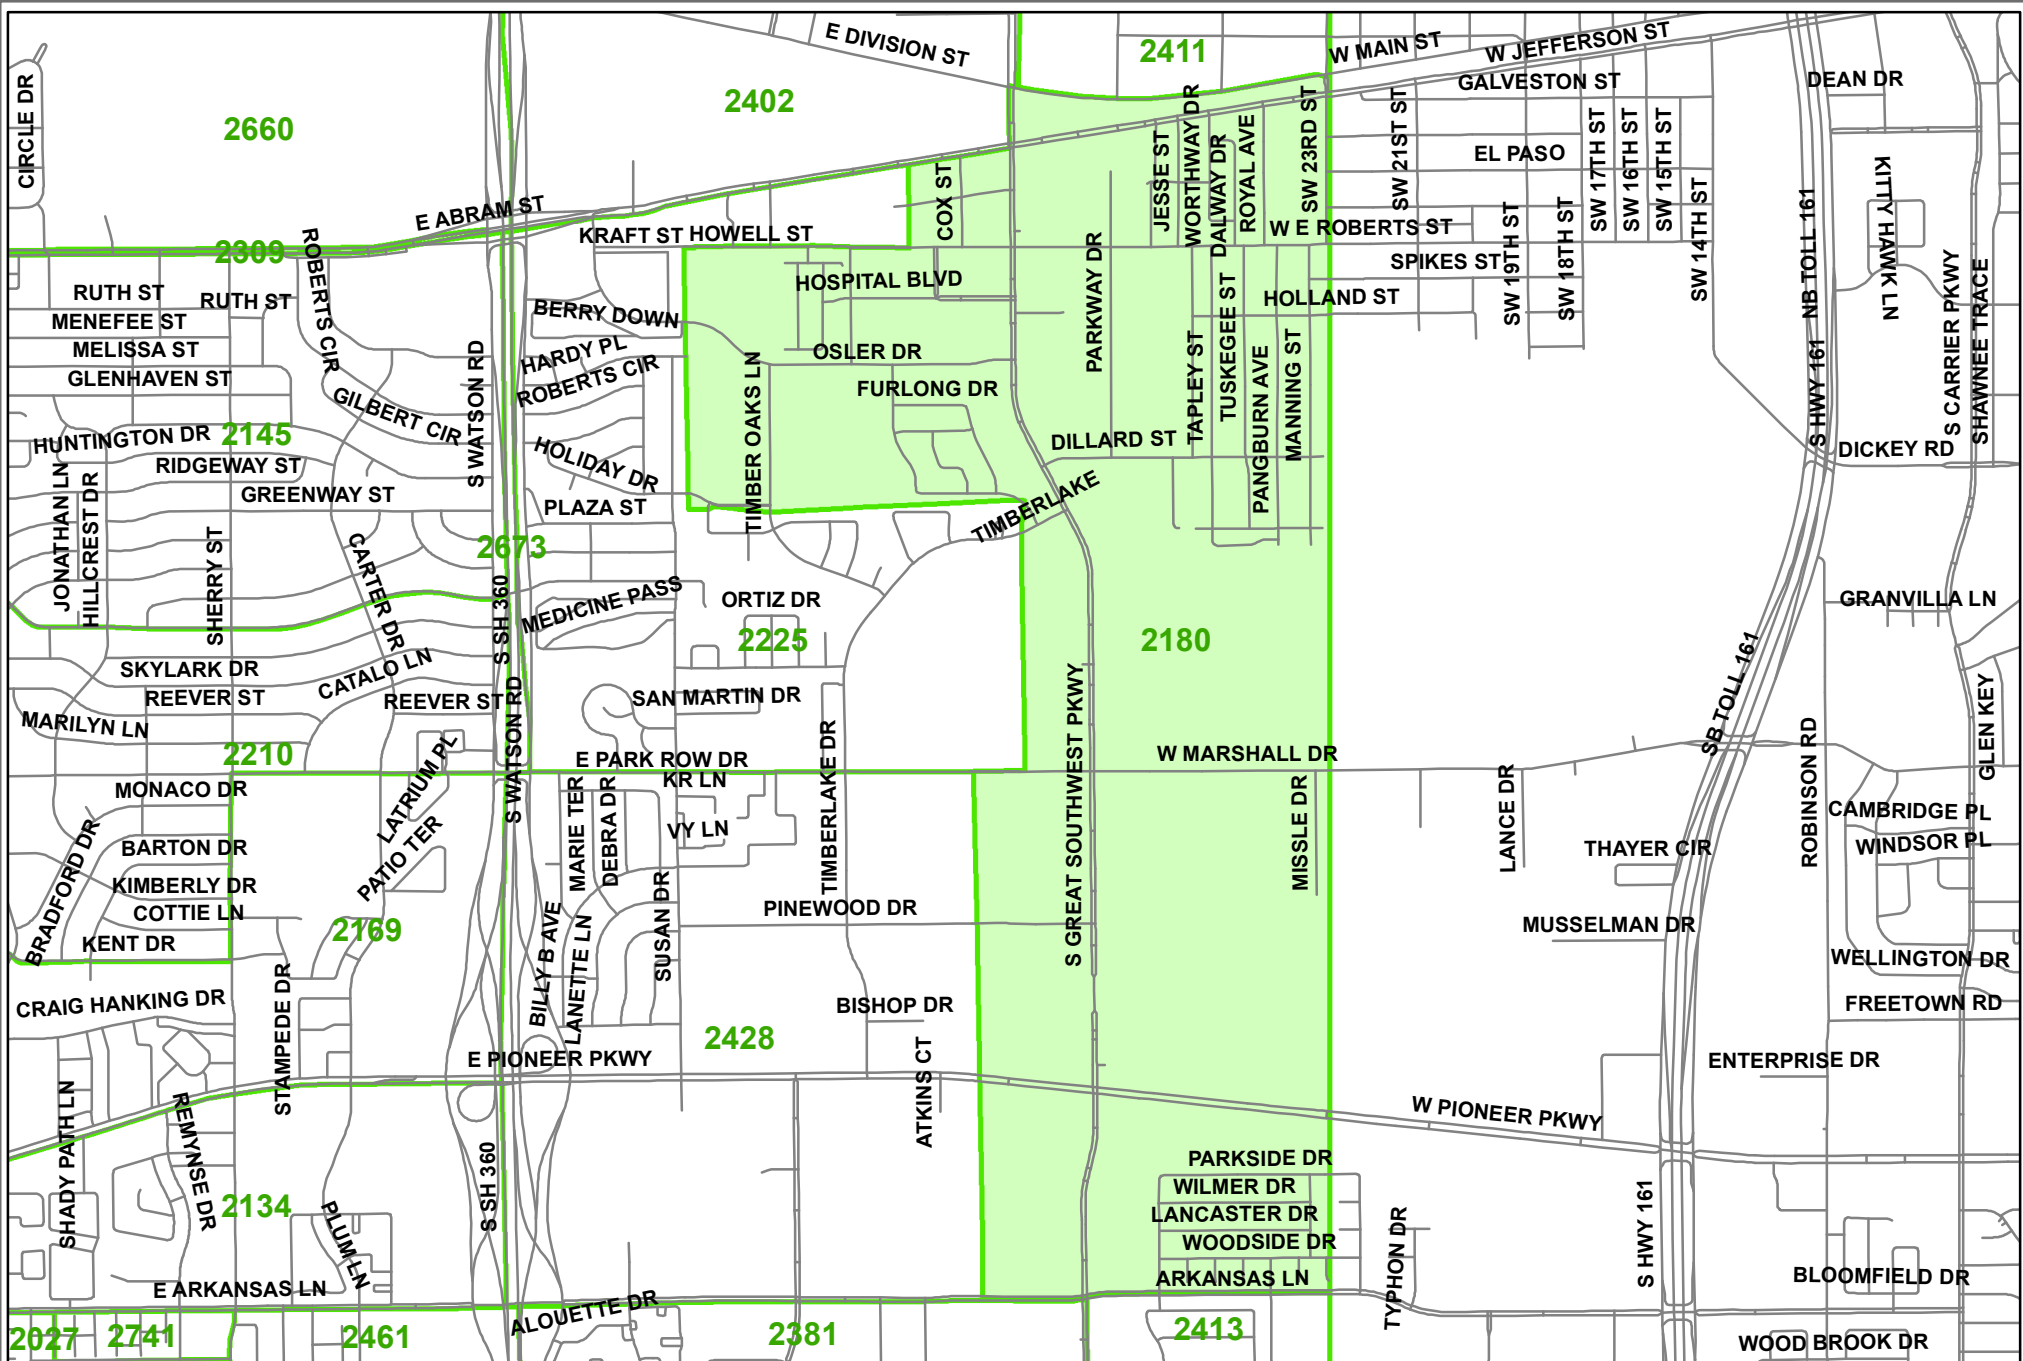 E DIVISION ST
2411
W MAIN ST
W JEFFERSON ST
GALVESTON ST
DEAN DR
CIRCLE DR
2660
2402
JESSE ST
WORTHWAY DR
DALWAY DR
ROYAL AVE
SW 23RD ST
SW 21ST ST
EL PASO
SW 17TH ST
SW 16TH ST
SW 15TH ST
SW 14TH ST
NB TOLL 161
KITTY HAWK LN
E ABRAM ST
COX ST
2309
ROBERTS CIR
KRAFT ST
HOWELL ST
W E ROBERTS ST
SW 19TH ST
SW 18TH ST
SPIKES ST
HOLLAND ST
HOSPITAL BLVD
PARKWAY DR
RUTH ST
RUTH ST
MENEFEE ST
MELISSA ST
GLENHAVEN ST
BERRY DOWN
HARDY PL
ROBERTS CIR
OSLER DR
FURLONG DR
TIMBER OAKS LN
TAPLEY ST
TUSKEGEE ST
PANGBURN AVE
MANNING ST
S HWY 161
S CARRIER PKWY
SHAWNEE TRACE
GILBERT CIR
S WATSON RD
HUNTINGTON DR
2145
RIDGEWAY ST
GREENWAY ST
HOLIDAY DR
PLAZA ST
DILLARD ST
TIMBERLAKE
DICKEY RD
JONATHAN LN
HILLCREST DR
SHERRY ST
CARTER DR
2673
S SH 360
MEDICINE PASS
ORTIZ DR
2225
2180
GRANVILLA LN
SKYLARK DR
REEVER ST
CATALO LN
REEVER ST
MARILYN LN
SAN MARTIN DR
S GREAT SOUTHWEST PKWY
SB TOLL 161
ROBINSON RD
GLEN KEY
2210
LATRIUM PL
S WATSON RD
E PARK ROW DR
W MARSHALL DR
MONACO DR
KR LN
VY LN
MARIE TER
DEBRA DR
TIMBERLAKE DR
MISSLE DR
LANCE DR
CAMBRIDGE PL
WINDSOR PL
THAYER CIR
BRADFORD DR
BARTON DR
KIMBERLY DR
COTTIE LN
KENT DR
PATIO TER
2169
BILLY B AVE
LANETTE LN
SUSAN DR
PINEWOOD DR
MUSSELMAN DR
WELLINGTON DR
CRAIG HANKING DR
STAMPEDE DR
BISHOP DR
FREETOWN RD
2428
E PIONEER PKWY
ATKINS CT
ENTERPRISE DR
W PIONEER PKWY
SHADY PATH LN
REMYNSE DR
2134
PLUM LN
S SH 360
PARKSIDE DR
WILMER DR
LANCASTER DR
WOODSIDE DR
ARKANSAS LN
TYPHON DR
S HWY 161
BLOOMFIELD DR
E ARKANSAS LN
ALOUETTE DR
2027
2741
2461
2381
2413
WOOD BROOK DR